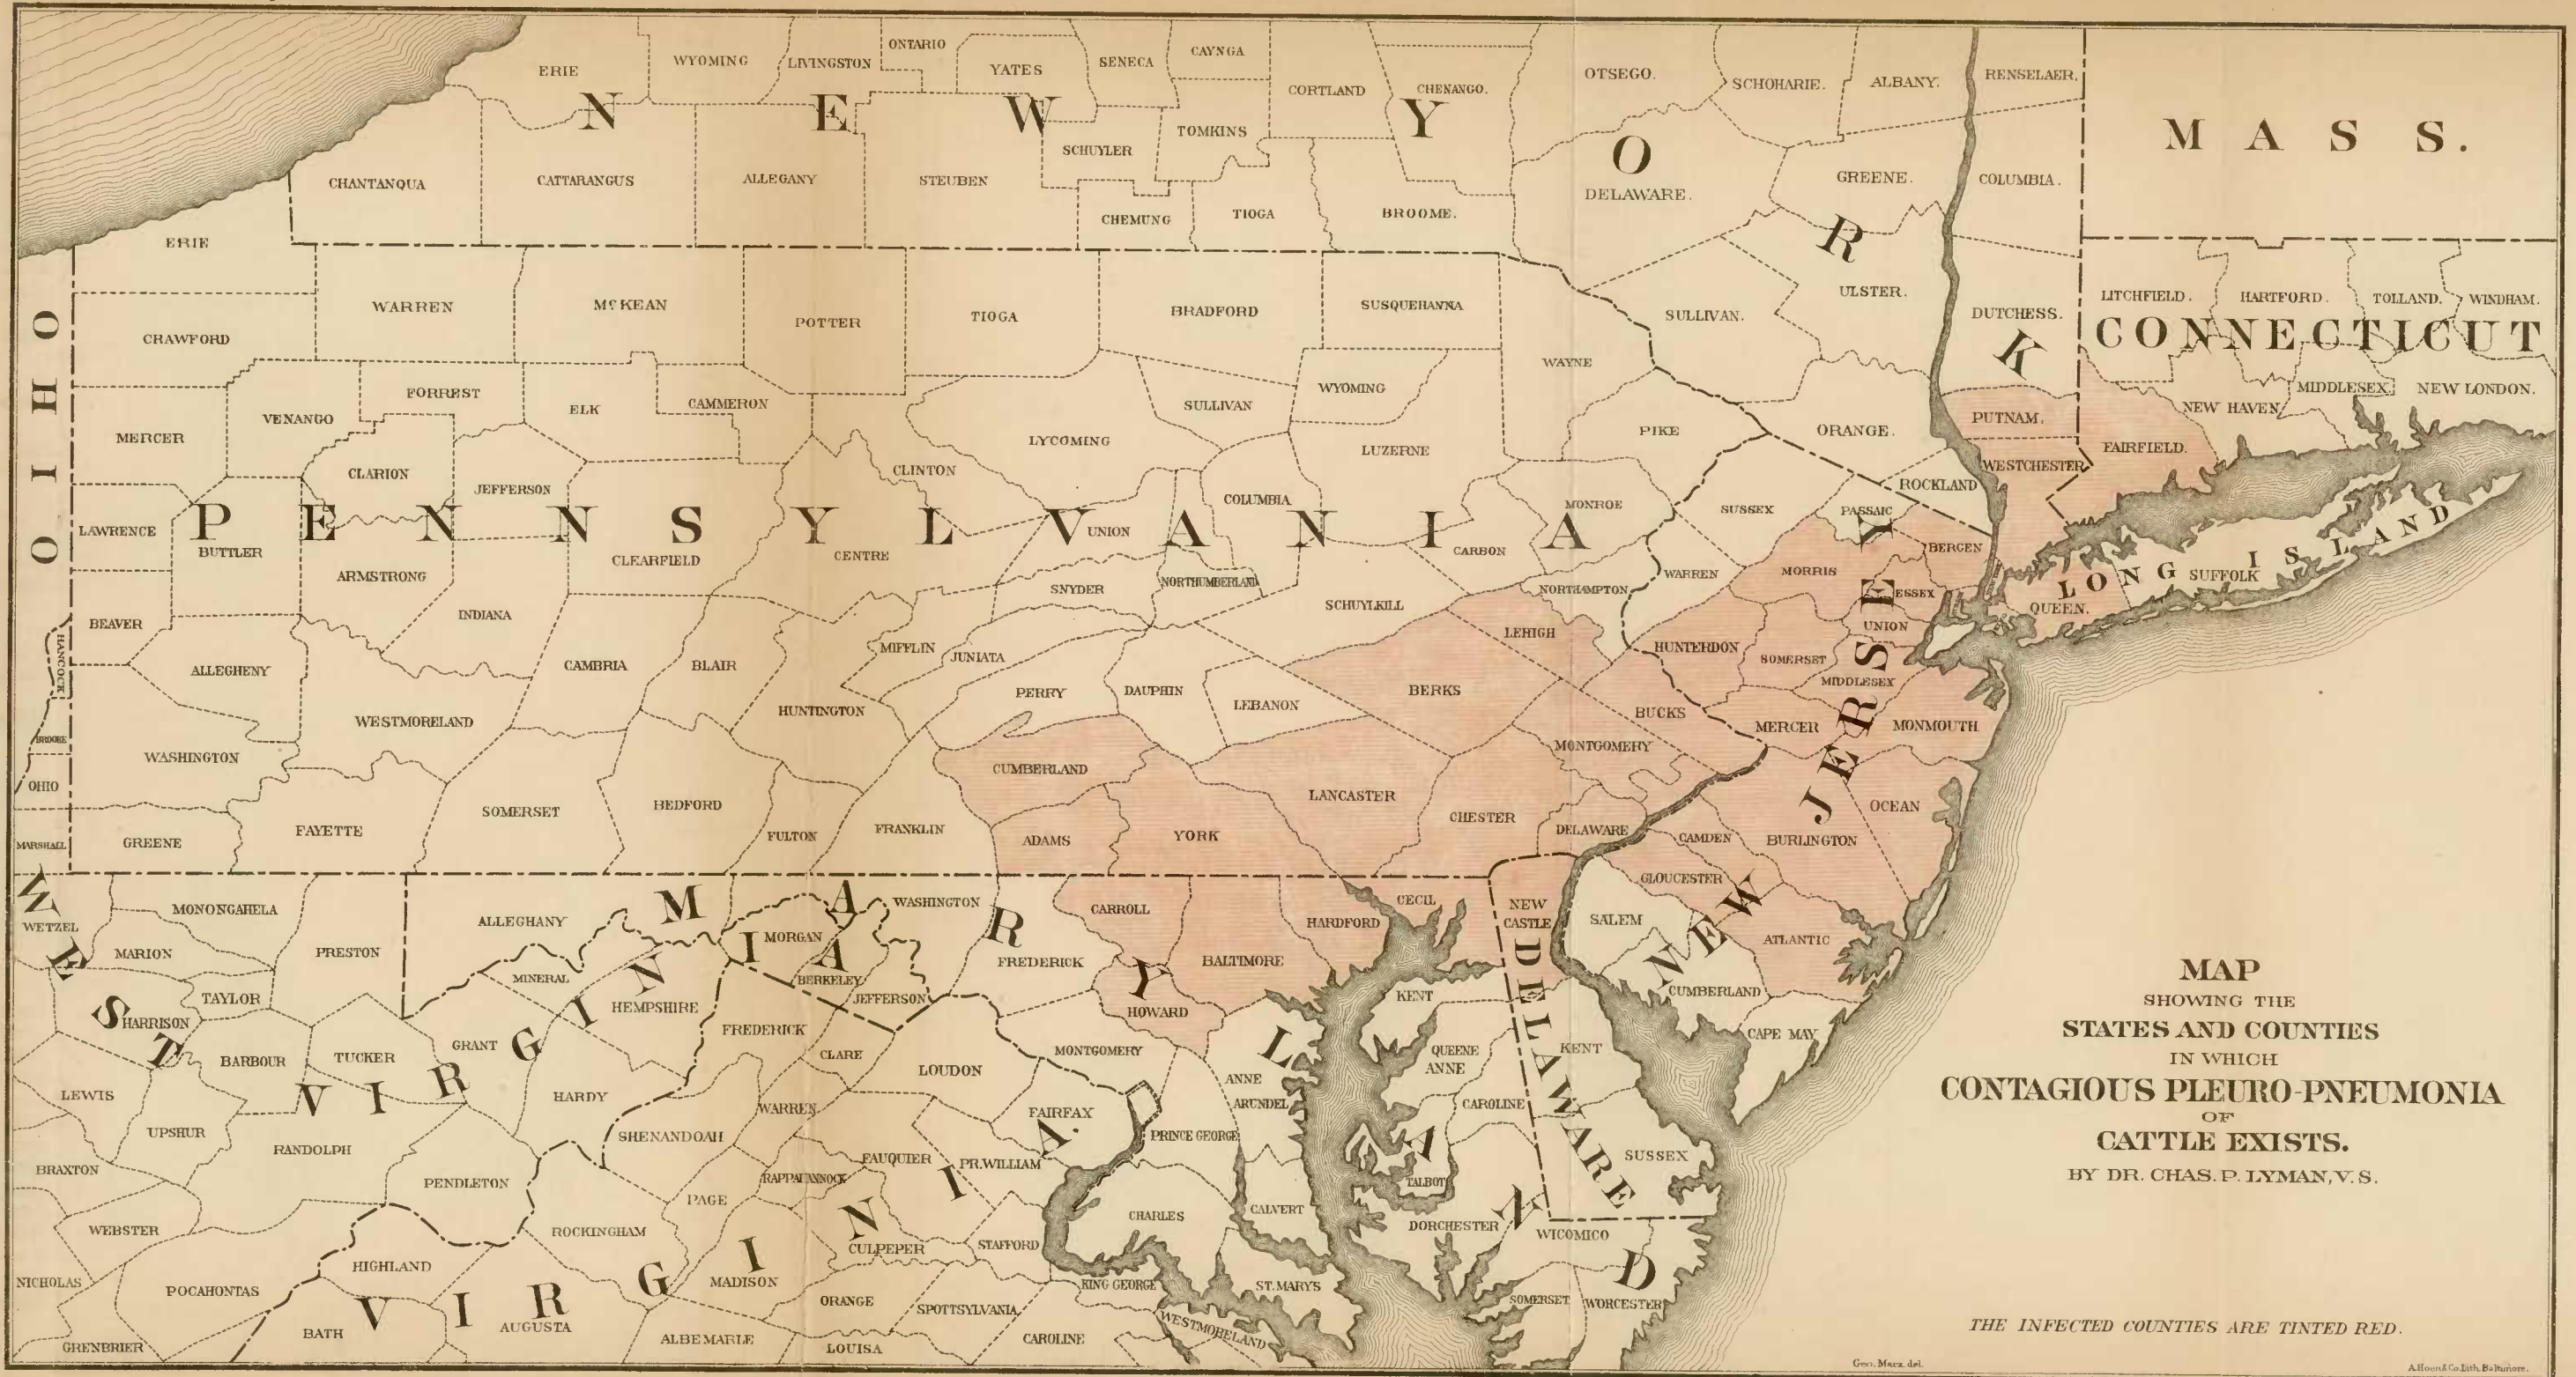 NEW YORK
ERIE
WYOMING
LIVINGSTON
ONTARIO
YATES
SENECA
CAYNGA
CORTLAND
CHENANGO.
OTSEGO.
SCHOHARIE.
ALBANY.
RENSELAER.
CHANTANQUA
CATTARANGUS
ALLEGANY
STEUBEN
SCHUYLER
TOMKINS
CHEMUNG
TIOGA
BROOME.
DELAWARE.
GREENE.
COLUMBIA.
ULSTER.
SULLIVAN.
DUTCHESS.
ORANGE.
PUTNAM.
WESTCHESTER
ROCKLAND
MASS.
CONNECTICUT
LITCHFIELD.
HARTFORD.
TOLLAND.
WINDHAM.
MIDDLESEX
NEW LONDON.
NEW HAVEN
FAIRFIELD.
LONG ISLAND
SUFFOLK
QUEEN.
OHIO
PENNSYLVANIA
ERIE
CRAWFORD
WARREN
McKEAN
POTTER
TIOGA
BRADFORD
SUSQUEHANNA
WAYNE
MERCER
VENANGO
FORREST
ELK
CAMMERON
LYCOMING
SULLIVAN
WYOMING
LUZERNE
PIKE
CLARION
JEFFERSON
CLINTON
COLUMBIA
MONROE
LAWRENCE
BUTTLER
ARMSTRONG
CLEARFIELD
CENTRE
UNION
SNYDER
NORTHUMBERLAND
CARBON
NORTHAMPTON
BEAVER
INDIANA
SCHUYLKILL
LEHIGH
ALLEGHENY
CAMBRIA
BLAIR
MIFFLIN
JUNIATA
PERRY
DAUPHIN
LEBANON
BERKS
BUCKS
WESTMORELAND
HUNTINGTON
WASHINGTON
CUMBERLAND
LANCASTER
MONTGOMERY
CHESTER
GREENE
FAYETTE
SOMERSET
BEDFORD
FULTON
FRANKLIN
ADAMS
YORK
DELAWARE
NEW JERSEY
SUSSEX
PASSAIC
BERGEN
WARREN
MORRIS
ESSEX
HUNTERDON
SOMERSET
UNION
MIDDLESEX
MERCER
MONMOUTH
OCEAN
BURLINGTON
CAMDEN
GLOUCESTER
SALEM
ATLANTIC
CUMBERLAND
CAPE MAY
DELAWARE
NEW
CASTLE
KENT
SUSSEX
MARYLAND
ALLEGHANY
WASHINGTON
FREDERICK
CARROLL
BALTIMORE
HARDFORD
CECIL
HOWARD
MONTGOMERY
ANNE
ARUNDEL
PRINCE GEORGE
CHARLES
CALVERT
ST. MARY'S
KENT
QUEENE
ANNE
CAROLINE
TALBOT
DORCHESTER
WICOMICO
SOMERSET
WORCESTER
WEST VIRGINIA
HANCOCK
BROOKE
OHIO
MARSHALL
WETZEL
MONONGAHELA
MARION
PRESTON
TAYLOR
HARRISON
BARBOUR
TUCKER
GRANT
MINERAL
HEMPSHIRE
MORGAN
BERKELEY
JEFFERSON
HARDY
LEWIS
UPSHUR
RANDOLPH
BRAXTON
PENDLETON
WEBSTER
NICHOLAS
POCAHONTAS
GRENBRIER
VIRGINIA.
FREDERICK
CLARE
LOUDON
WARREN
SHENANDOAH
FAUQUIER
FAIRFAX
PR. WILLIAM
RAPPAHANNOCK
PAGE
ROCKINGHAM
CULPEPER
STAFFORD
HIGHLAND
MADISON
ORANGE
KING GEORGE
WESTMORELAND
SPOTTSYLVANIA
BATH
AUGUSTA
ALBEMARLE
LOUISA
CAROLINE
MAP
SHOWING THE
STATES AND COUNTIES
IN WHICH
CONTAGIOUS PLEURO-PNEUMONIA
OF
CATTLE EXISTS.
BY DR. CHAS. P. LYMAN, V. S.
THE INFECTED COUNTIES ARE TINTED RED.
Geo. Marx. del.
A. Hoen & Co. Lith. Baltimore.